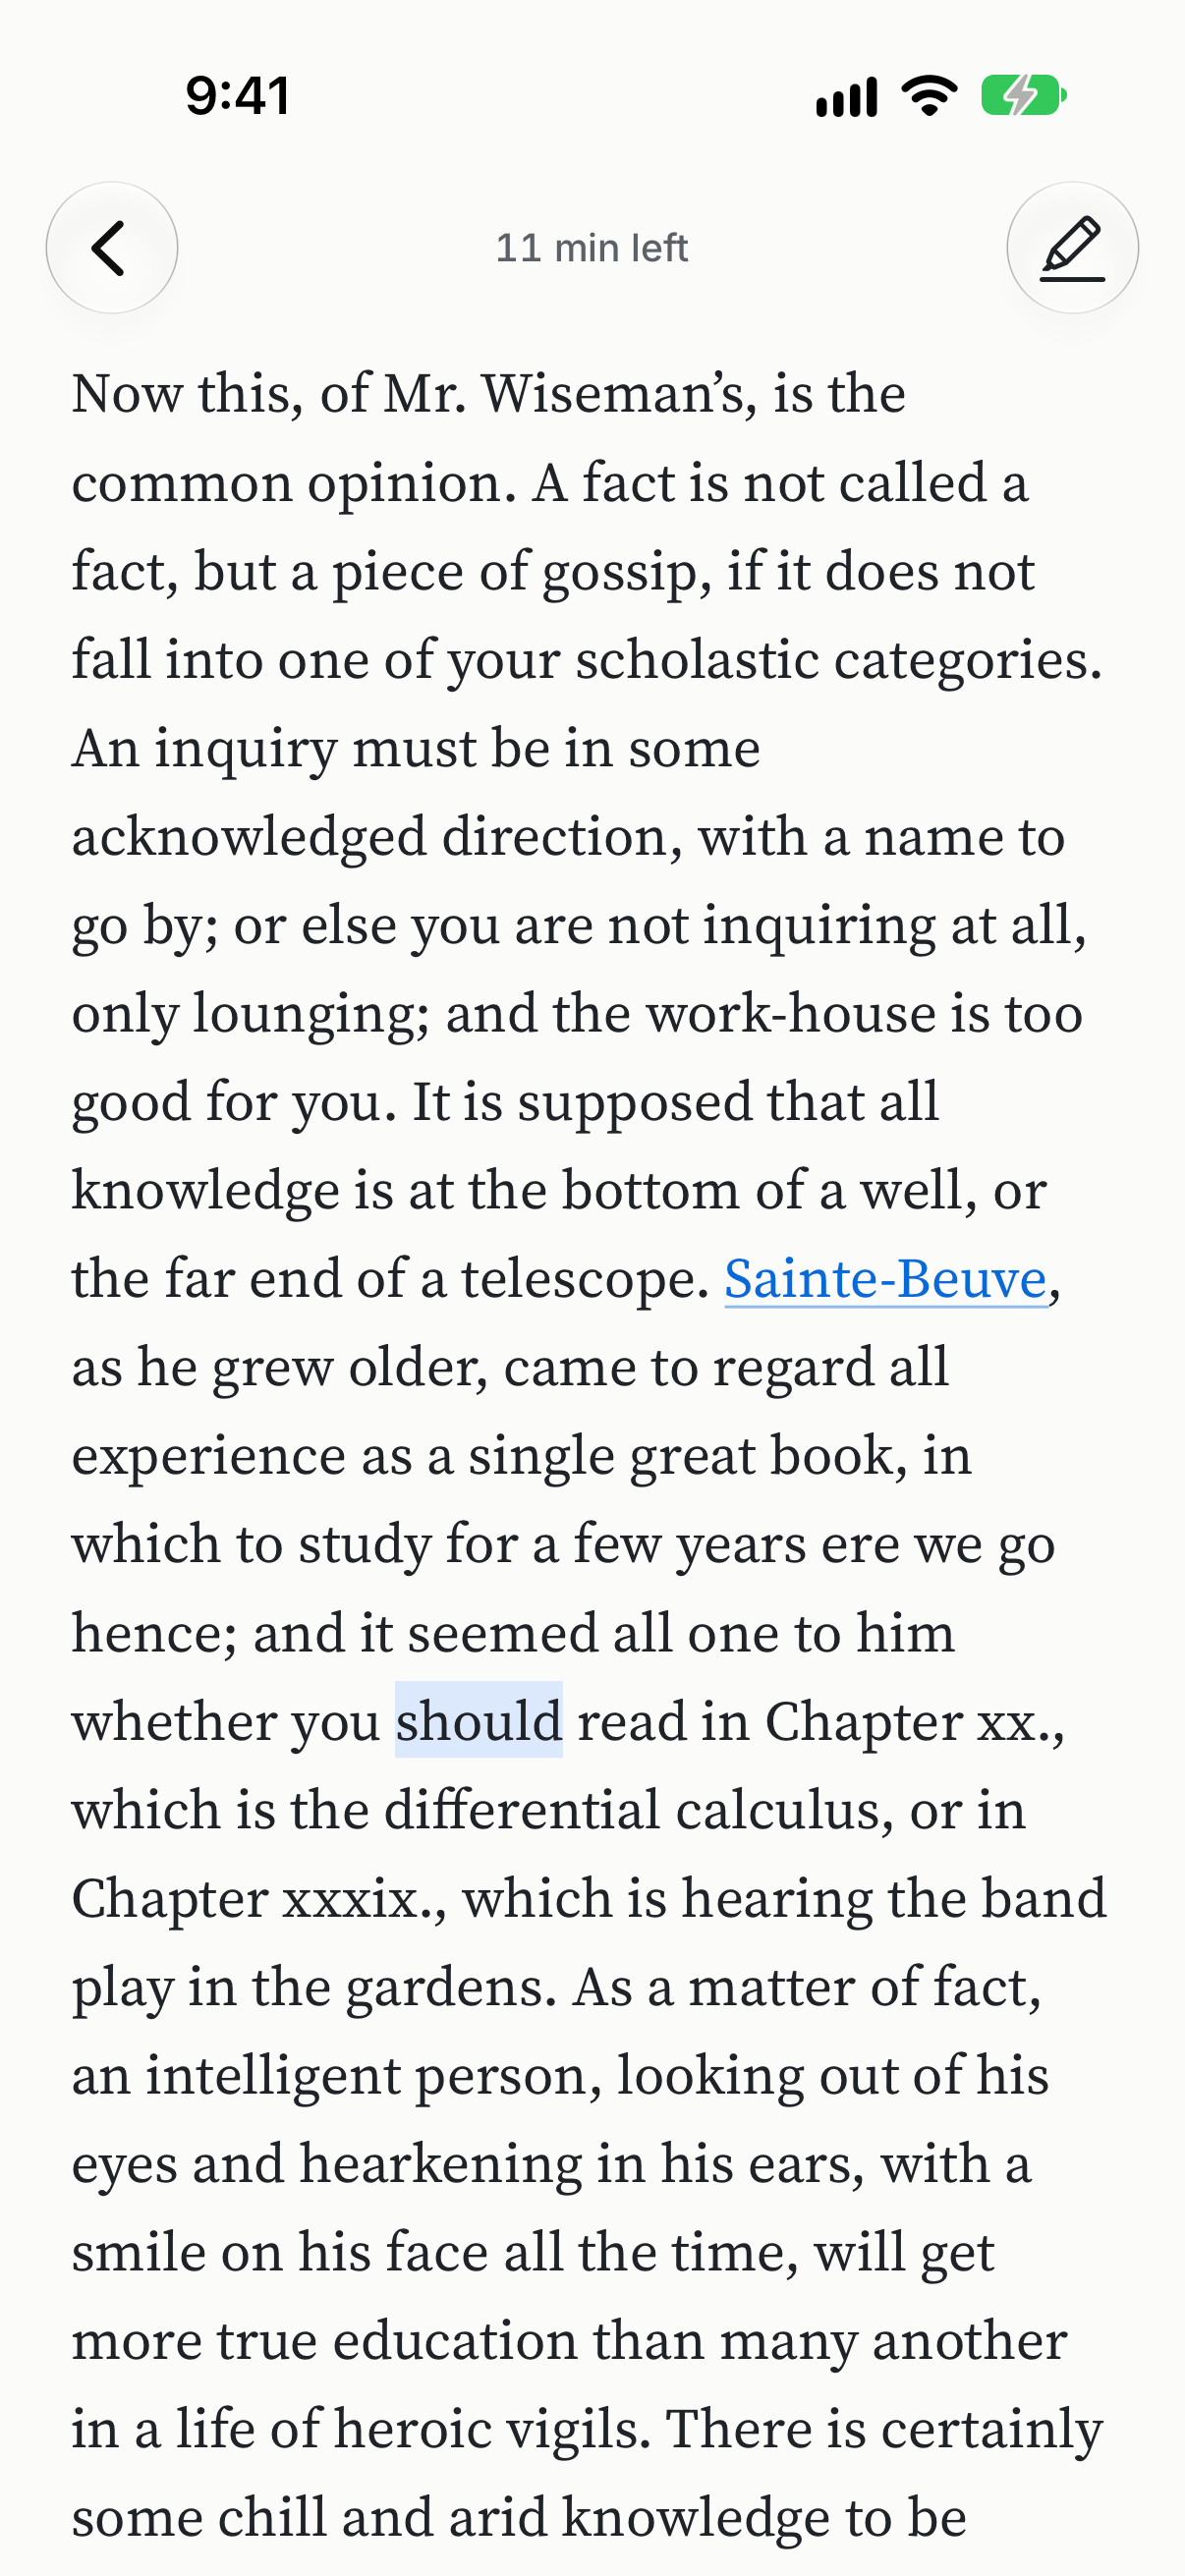 9:41
11 min left
Now this, of Mr. Wiseman’s, is the
common opinion. A fact is not called a
fact, but a piece of gossip, if it does not
fall into one of your scholastic categories.
An inquiry must be in some
acknowledged direction, with a name to
go by; or else you are not inquiring at all,
only lounging; and the work-house is too
good for you. It is supposed that all
knowledge is at the bottom of a well, or
the far end of a telescope. Sainte-Beuve,
as he grew older, came to regard all
experience as a single great book, in
which to study for a few years ere we go
hence; and it seemed all one to him
whether you should read in Chapter xx.,
which is the differential calculus, or in
Chapter xxxix., which is hearing the band
play in the gardens. As a matter of fact,
an intelligent person, looking out of his
eyes and hearkening in his ears, with a
smile on his face all the time, will get
more true education than many another
in a life of heroic vigils. There is certainly
some chill and arid knowledge to be